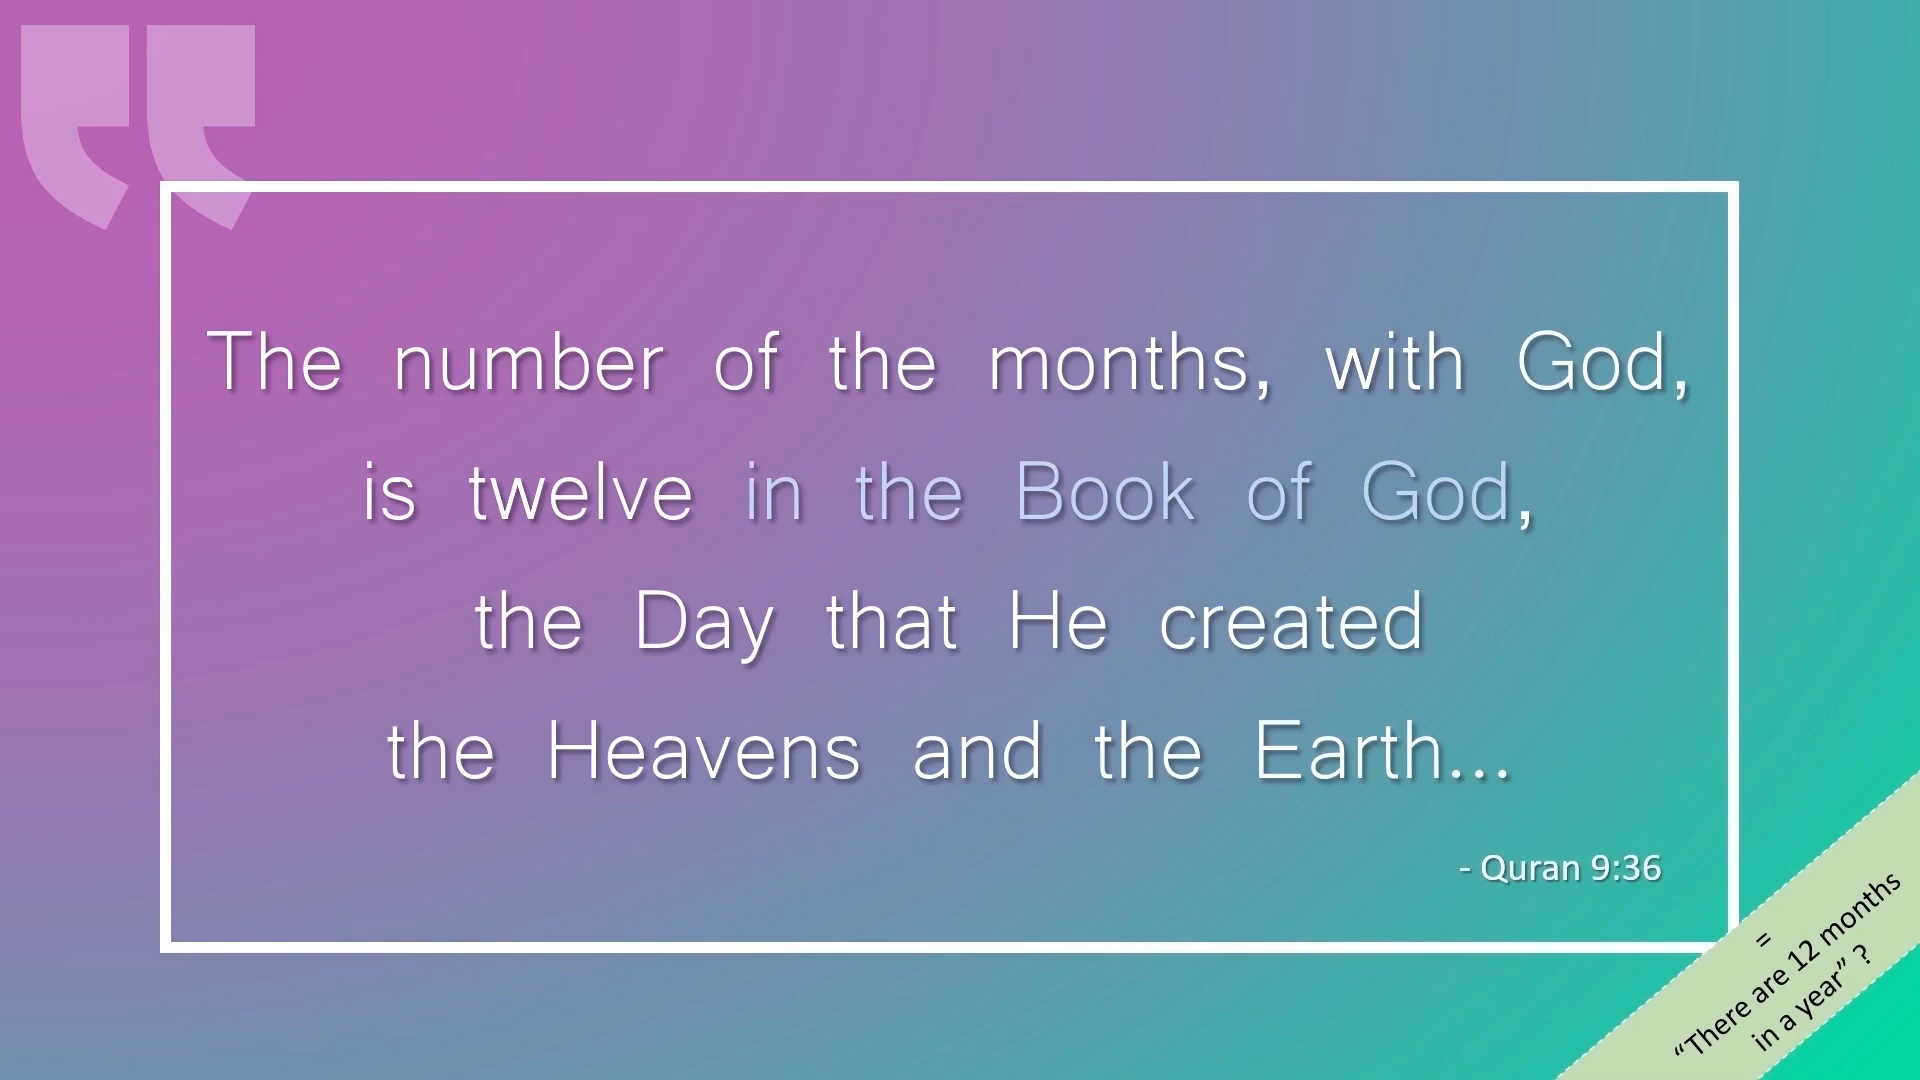 The number of the months, with God,
is twelve in the Book of God,
the Day that He created
the Heavens and the Earth...
- Quran 9:36
=
“There are 12 months
in a year” ?